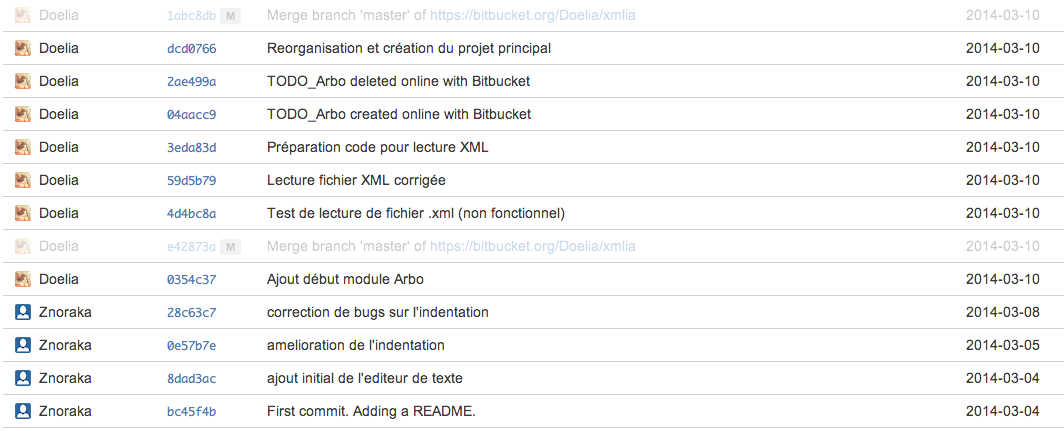 Doelia 1abc8db M Merge branch 'master' of https://bitbucket.org/Doelia/xmlia 2014-03-10
Doelia dcd0766 Reorganisation et création du projet principal 2014-03-10
Doelia 2ae499a TODO_Arbo deleted online with Bitbucket 2014-03-10
Doelia 04aacc9 TODO_Arbo created online with Bitbucket 2014-03-10
Doelia 3eda83d Préparation code pour lecture XML 2014-03-10
Doelia 59d5b79 Lecture fichier XML corrigée 2014-03-10
Doelia 4d4bc8a Test de lecture de fichier .xml (non fonctionnel) 2014-03-10
Doelia e42873a M Merge branch 'master' of https://bitbucket.org/Doelia/xmlia 2014-03-10
Doelia 0354c37 Ajout début module Arbo 2014-03-10
Znoraka 28c63c7 correction de bugs sur l'indentation 2014-03-08
Znoraka 0e57b7e amelioration de l'indentation 2014-03-05
Znoraka 8dad3ac ajout initial de l'editeur de texte 2014-03-04
Znoraka bc45f4b First commit. Adding a README. 2014-03-04